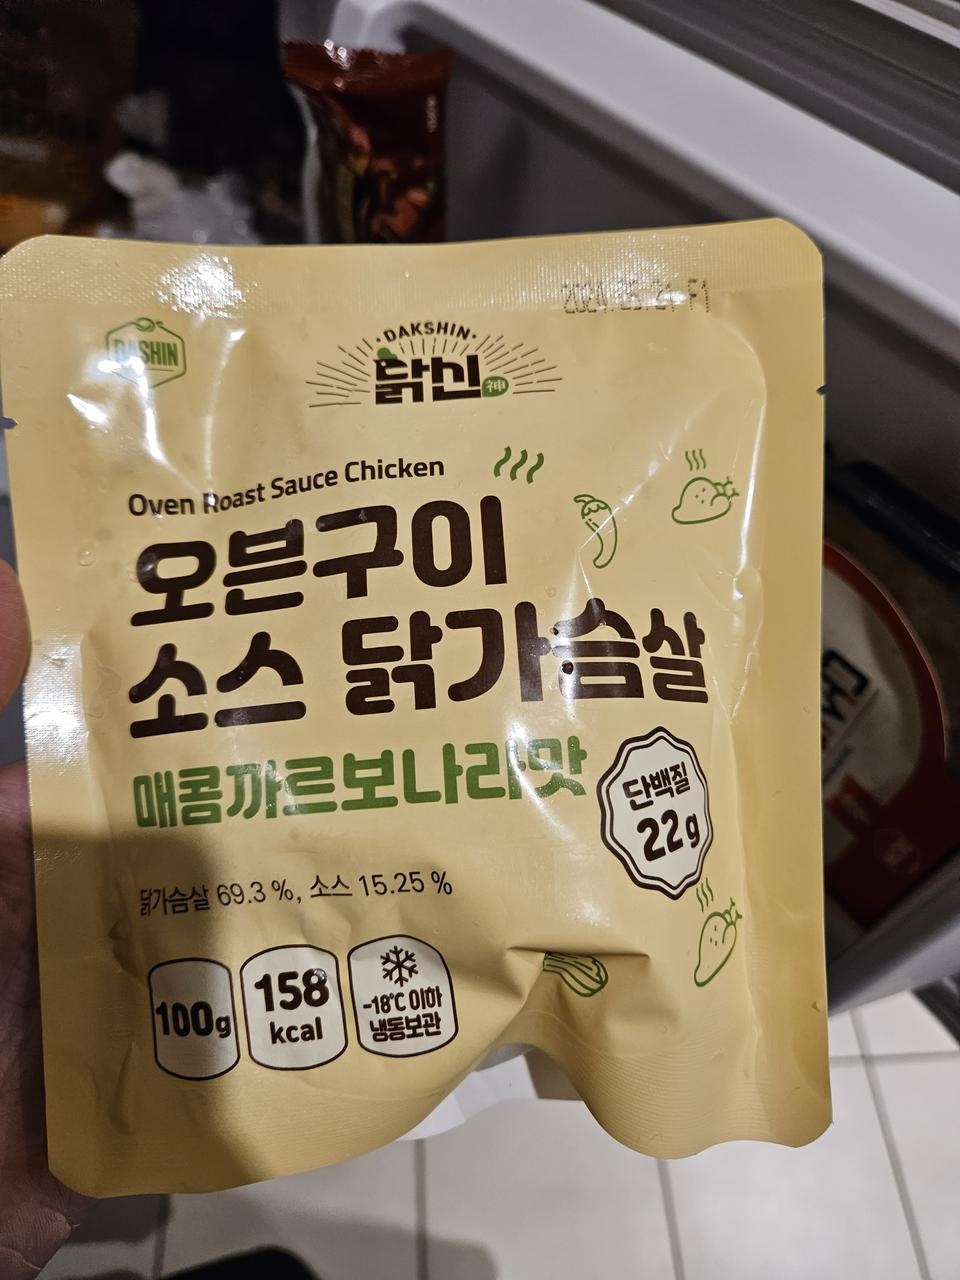 DASHIN
·DAKSHIN·
닭신 神
Oven Roast Sauce Chicken
오븐구이
소스 닭가슴살
매콤까르보나라맛
단백질
22g
닭가슴살 69.3 %, 소스 15.25 %
100g
158
kcal
-18℃ 이하
냉동보관